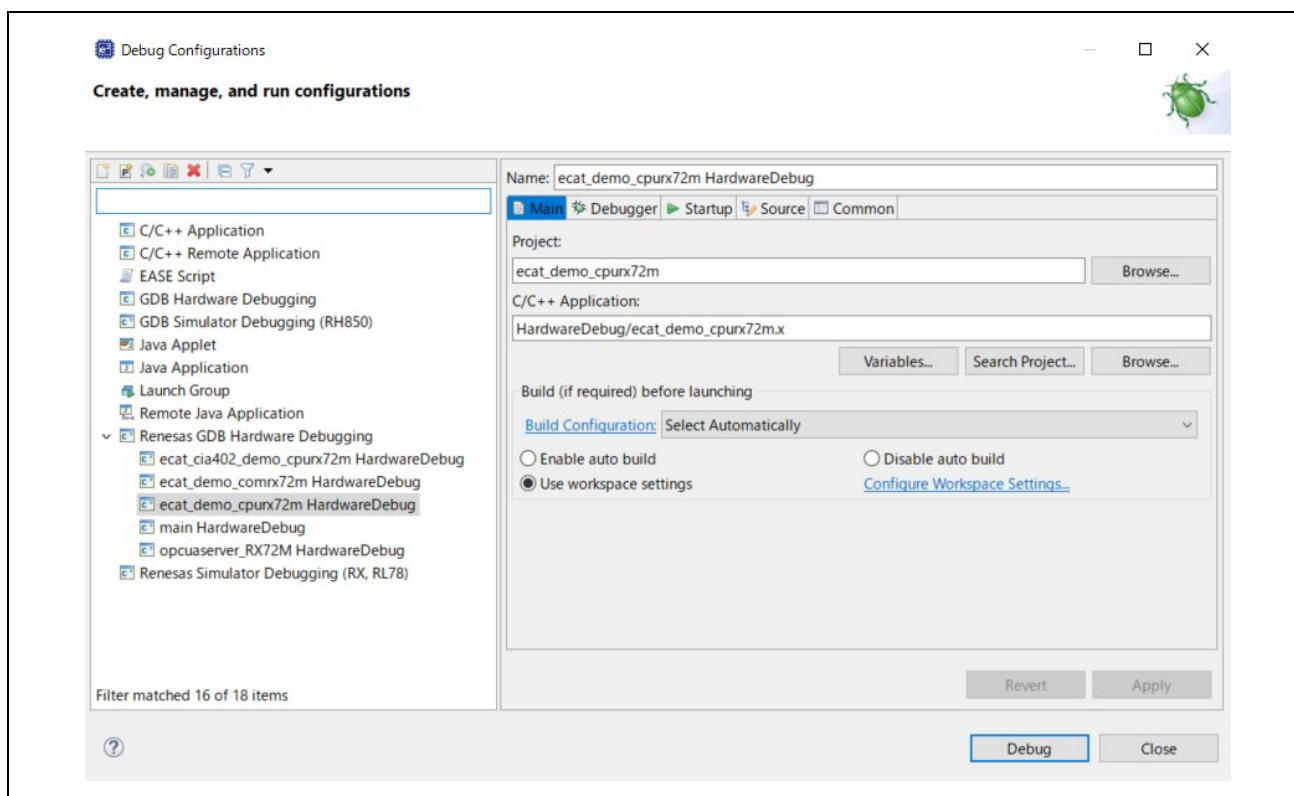 Debug Configurations
Create, manage, and run configurations
C/C++ Application
C/C++ Remote Application
EASE Script
GDB Hardware Debugging
GDB Simulator Debugging (RH850)
Java Applet
Java Application
Launch Group
Remote Java Application
Renesas GDB Hardware Debugging
ecat_cia402_demo_cpurx72m HardwareDebug
ecat_demo_comrx72m HardwareDebug
ecat_demo_cpurx72m HardwareDebug
main HardwareDebug
opcuaserver_RX72M HardwareDebug
Renesas Simulator Debugging (RX, RL78)
Filter matched 16 of 18 items
Name: ecat_demo_cpurx72m HardwareDebug
Main Debugger Startup Source Common
Project:
ecat_demo_cpurx72m Browse...
C/C++ Application:
HardwareDebug/ecat_demo_cpurx72m.x
Variables... Search Project... Browse...
Build (if required) before launching
Build Configuration: Select Automatically
Enable auto build Disable auto build
Use workspace settings Configure Workspace Settings...
Revert Apply
Debug Close